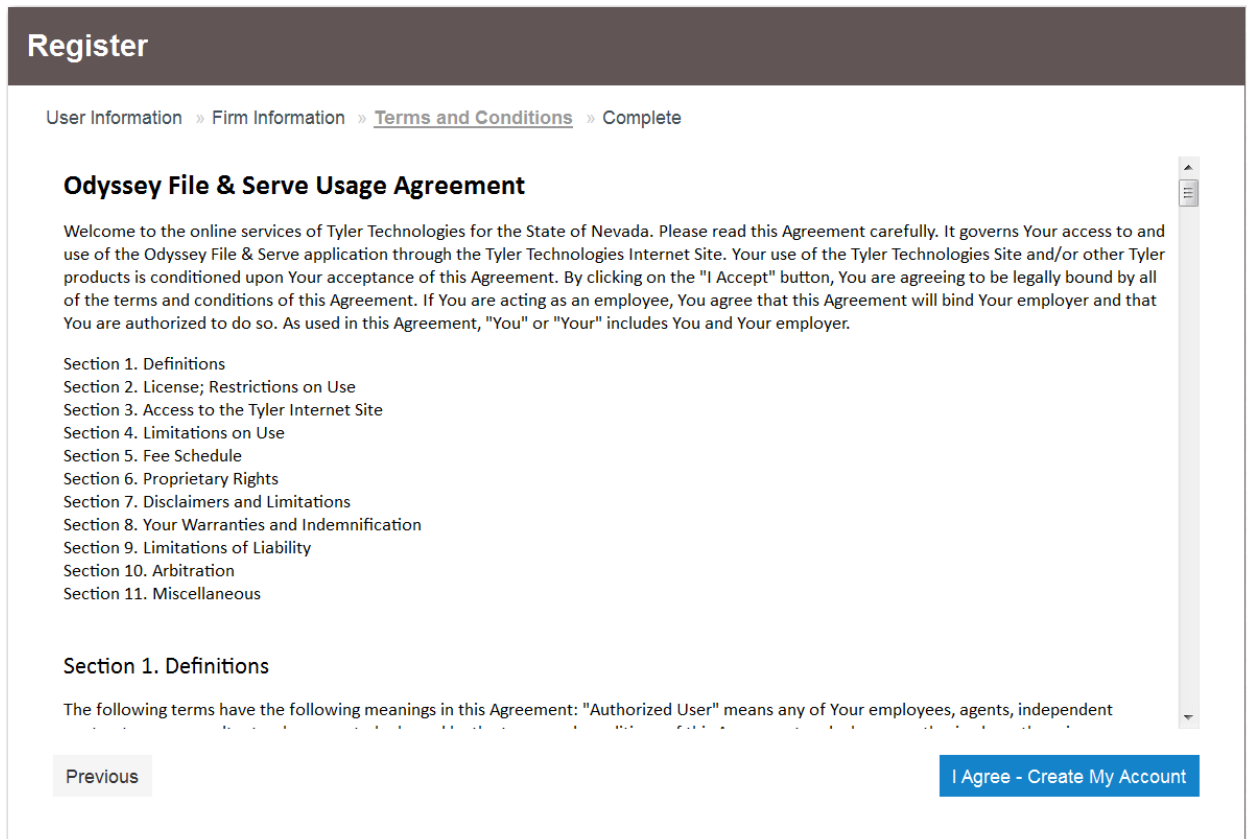 Register
User Information » Firm Information » Terms and Conditions » Complete
Odyssey File & Serve Usage Agreement
Welcome to the online services of Tyler Technologies for the State of Nevada. Please read this Agreement carefully. It governs Your access to and
use of the Odyssey File & Serve application through the Tyler Technologies Internet Site. Your use of the Tyler Technologies Site and/or other Tyler
products is conditioned upon Your acceptance of this Agreement. By clicking on the "I Accept" button, You are agreeing to be legally bound by all
of the terms and conditions of this Agreement. If You are acting as an employee, You agree that this Agreement will bind Your employer and that
You are authorized to do so. As used in this Agreement, "You" or "Your" includes You and Your employer.
Section 1. Definitions
Section 2. License; Restrictions on Use
Section 3. Access to the Tyler Internet Site
Section 4. Limitations on Use
Section 5. Fee Schedule
Section 6. Proprietary Rights
Section 7. Disclaimers and Limitations
Section 8. Your Warranties and Indemnification
Section 9. Limitations of Liability
Section 10. Arbitration
Section 11. Miscellaneous
Section 1. Definitions
The following terms have the following meanings in this Agreement: "Authorized User" means any of Your employees, agents, independent
Previous
I Agree - Create My Account